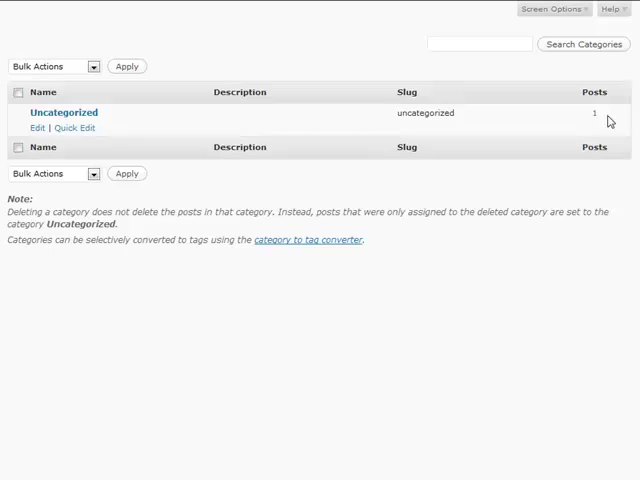 Screen Options Help
Search Categories
Bulk Actions Apply
Name Description Slug Posts
Uncategorized uncategorized 1
Edit | Quick Edit
Name Description Slug Posts
Bulk Actions Apply
Note:
Deleting a category does not delete the posts in that category. Instead, posts that were only assigned to the deleted category are set to the
category Uncategorized.
Categories can be selectively converted to tags using the category to tag converter.